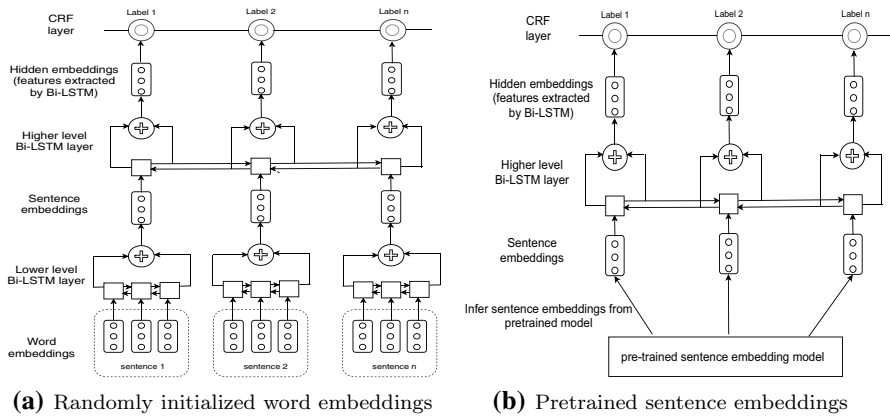 CRF
layer
Label 1
Label 2
Label n
Hidden embeddings
(features extracted
by Bi-LSTM)
Higher level
Bi-LSTM layer
Sentence
embeddings
Lower level
Bi-LSTM layer
Word
embeddings
sentence 1
sentence 2
sentence n
(a) Randomly initialized word embeddings
CRF
layer
Label 1
Label 2
Label n
Hidden embeddings
(features extracted
by Bi-LSTM)
Higher level
Bi-LSTM layer
Sentence
embeddings
Infer sentence embeddings from
pretrained model
pre-trained sentence embedding model
(b) Pretrained sentence embeddings